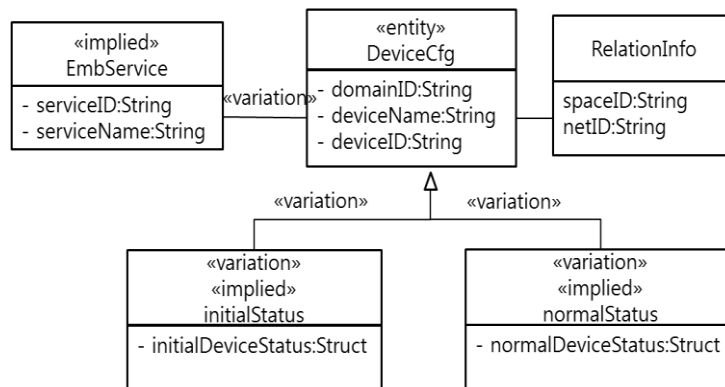 «implied»
EmbService
- serviceID:String
- serviceName:String
«variation»
«entity»
DeviceCfg
- domainID:String
- deviceName:String
- deviceID:String
RelationInfo
spaceID:String
netID:String
«variation»
«variation»
«variation»
«implied»
initialStatus
- initialDeviceStatus:Struct
«variation»
«implied»
normalStatus
- normalDeviceStatus:Struct